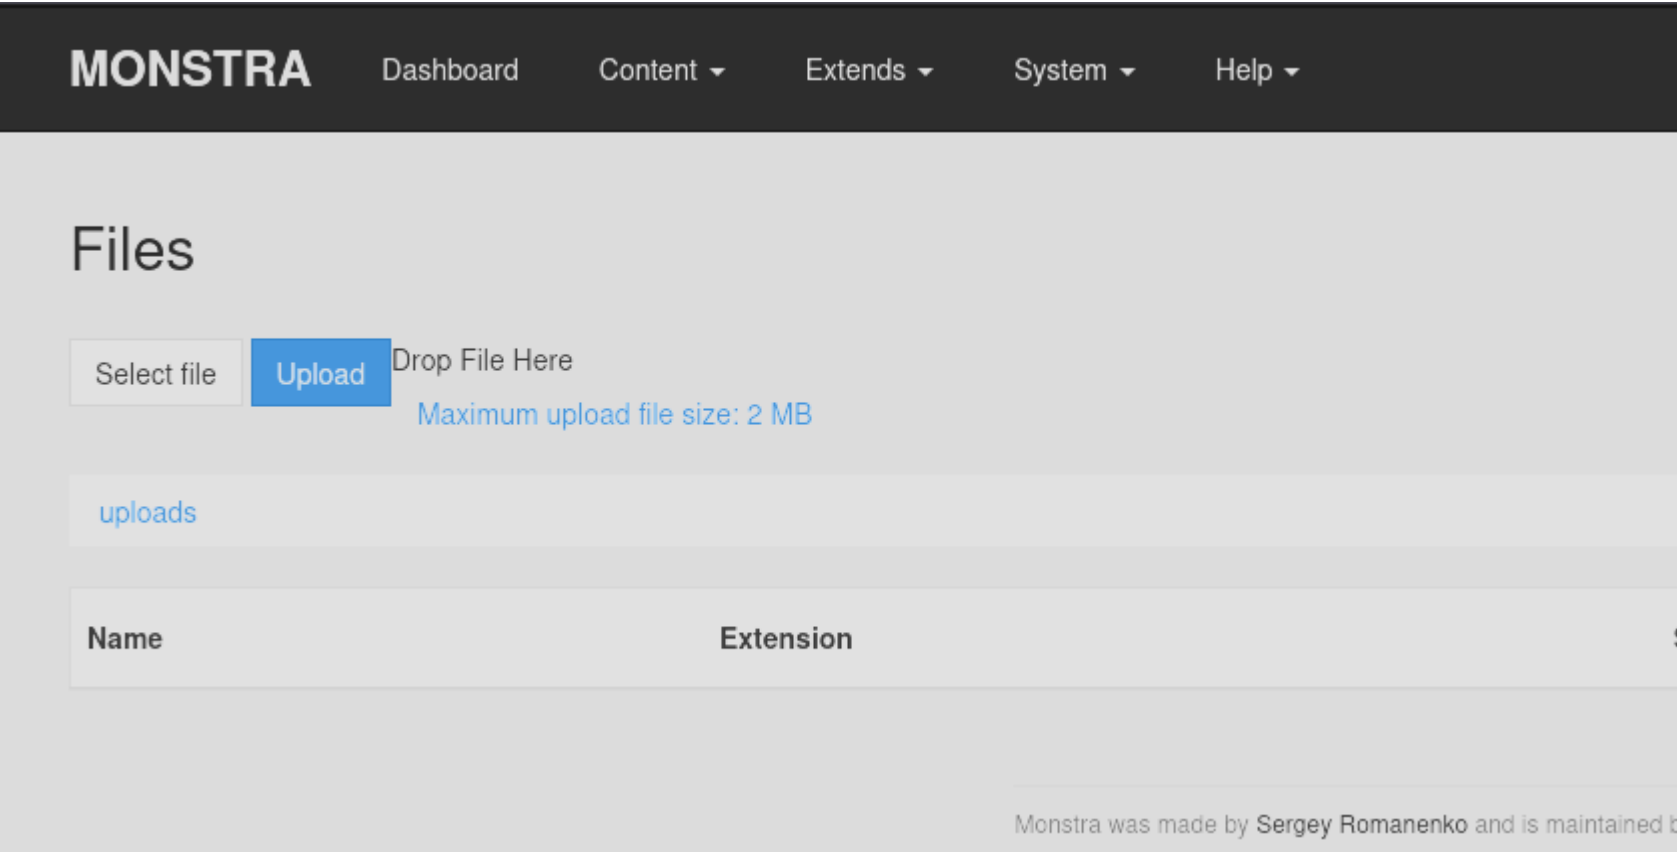 MONSTRA Dashboard Content Extends System Help
Files
Select file Upload Drop File Here
Maximum upload file size: 2 MB
uploads
Name Extension
Monstra was made by Sergey Romanenko and is maintained